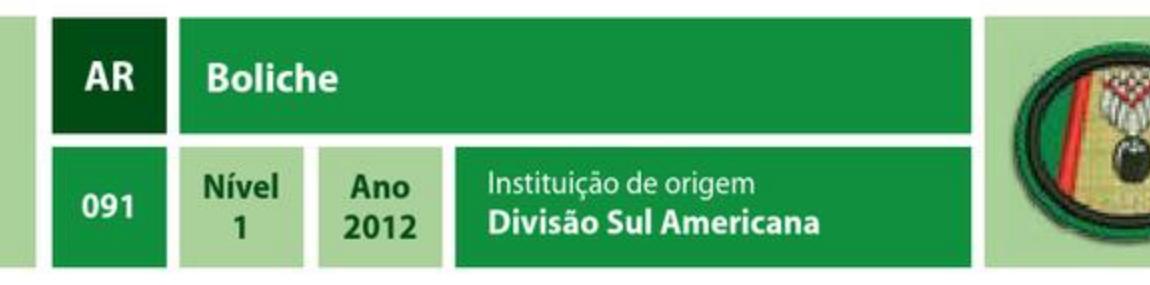 AR
Boliche
091
Nível
1
Ano
2012
Instituição de origem
Divisão Sul Americana